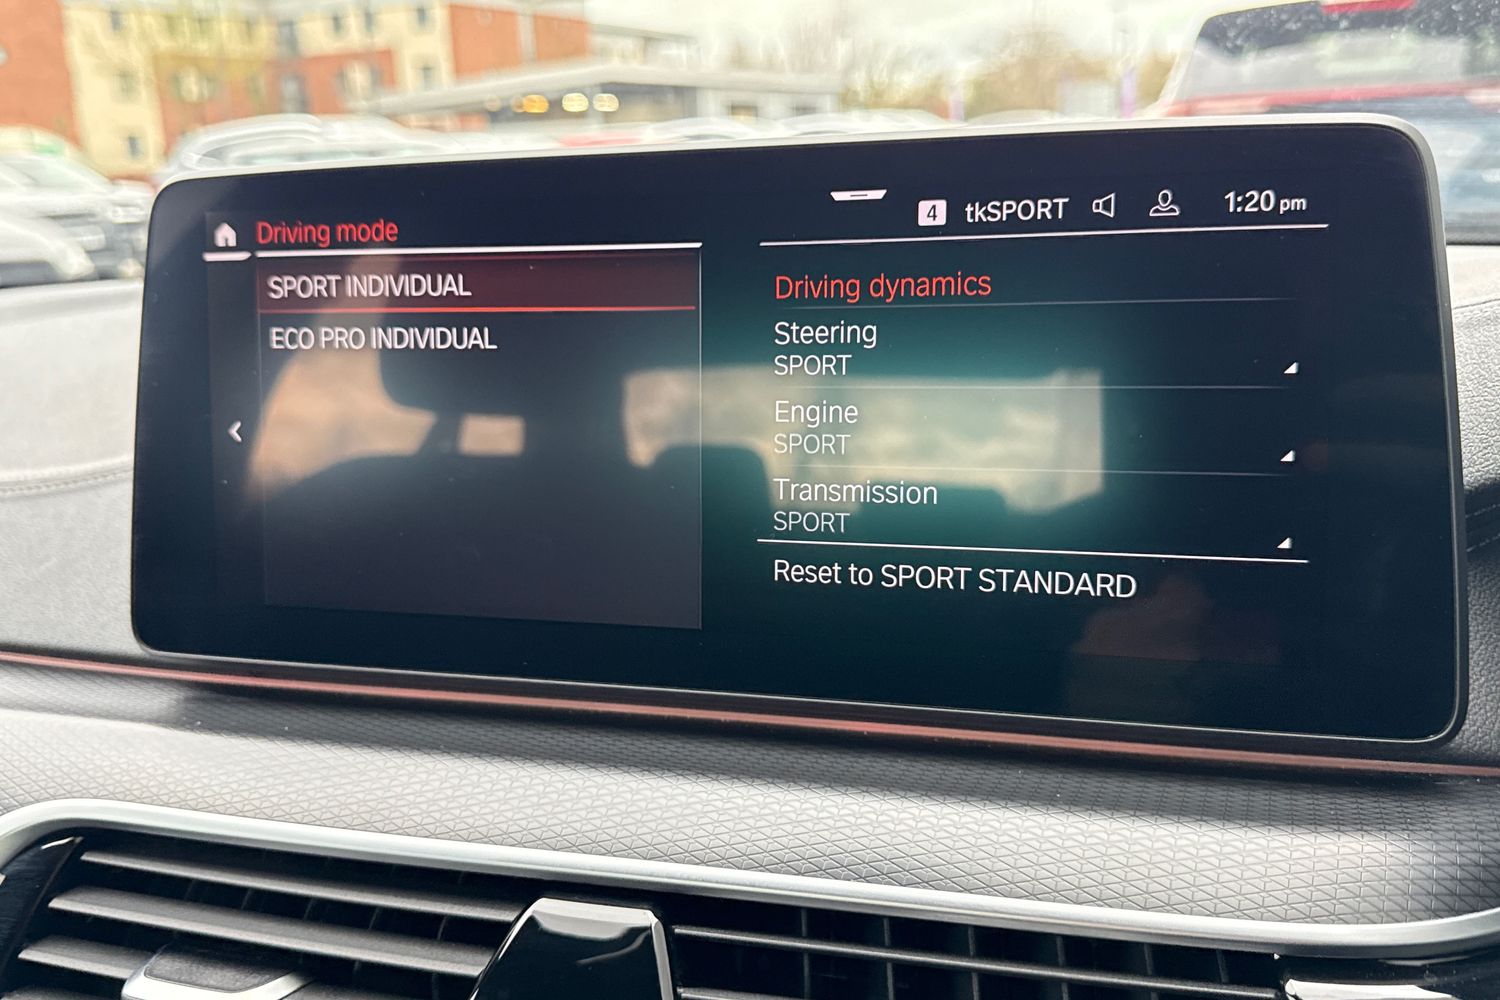 4 tkSPORT 1:20 pm
Driving mode
SPORT INDIVIDUAL
ECO PRO INDIVIDUAL
Driving dynamics
Steering
SPORT
Engine
SPORT
Transmission
SPORT
Reset to SPORT STANDARD